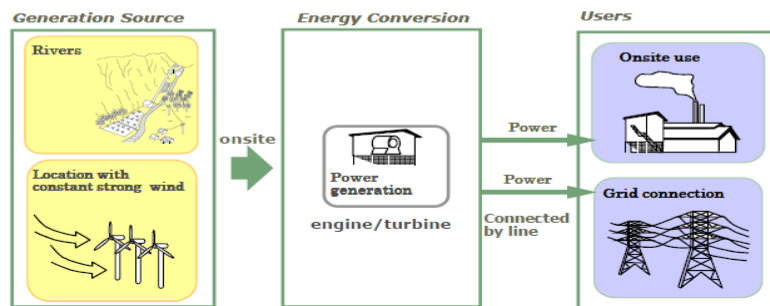 Generation Source
Rivers
Location with
constant strong wind
onsite
Energy Conversion
Power
generation
engine/turbine
Power
Power
Connected
by line
Users
Onsite use
Grid connection